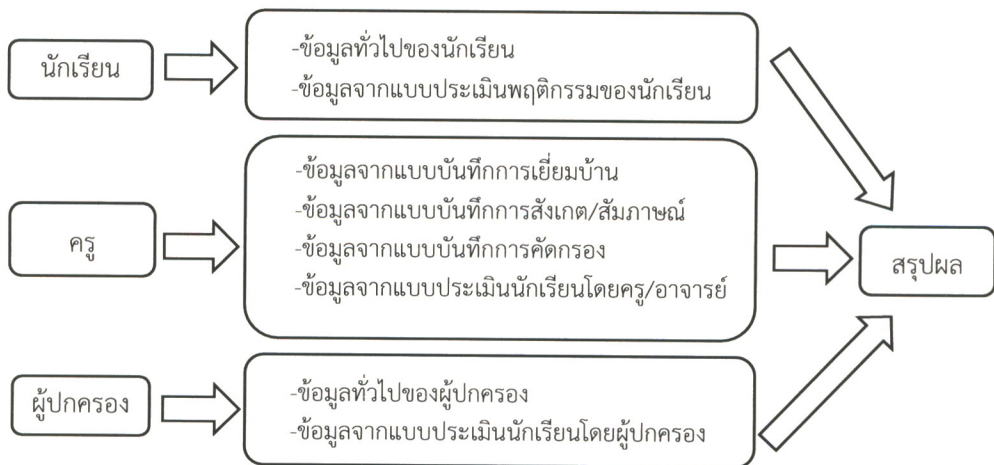 นักเรียน
-ข้อมูลทั่วไปของนักเรียน
-ข้อมูลจากแบบประเมินพฤติกรรมของนักเรียน
ครู
-ข้อมูลจากแบบบันทึกการเยี่ยมบ้าน
-ข้อมูลจากแบบบันทึกการสังเกต/สัมภาษณ์
-ข้อมูลจากแบบบันทึกการคัดกรอง
-ข้อมูลจากแบบประเมินนักเรียนโดยครู/อาจารย์
สรุปผล
ผู้ปกครอง
-ข้อมูลทั่วไปของผู้ปกครอง
-ข้อมูลจากแบบประเมินนักเรียนโดยผู้ปกครอง